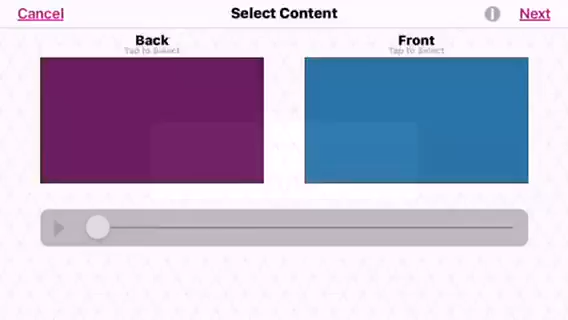 Cancel
Select Content
Next
Back
Tap to Select
Front
Tap to Select